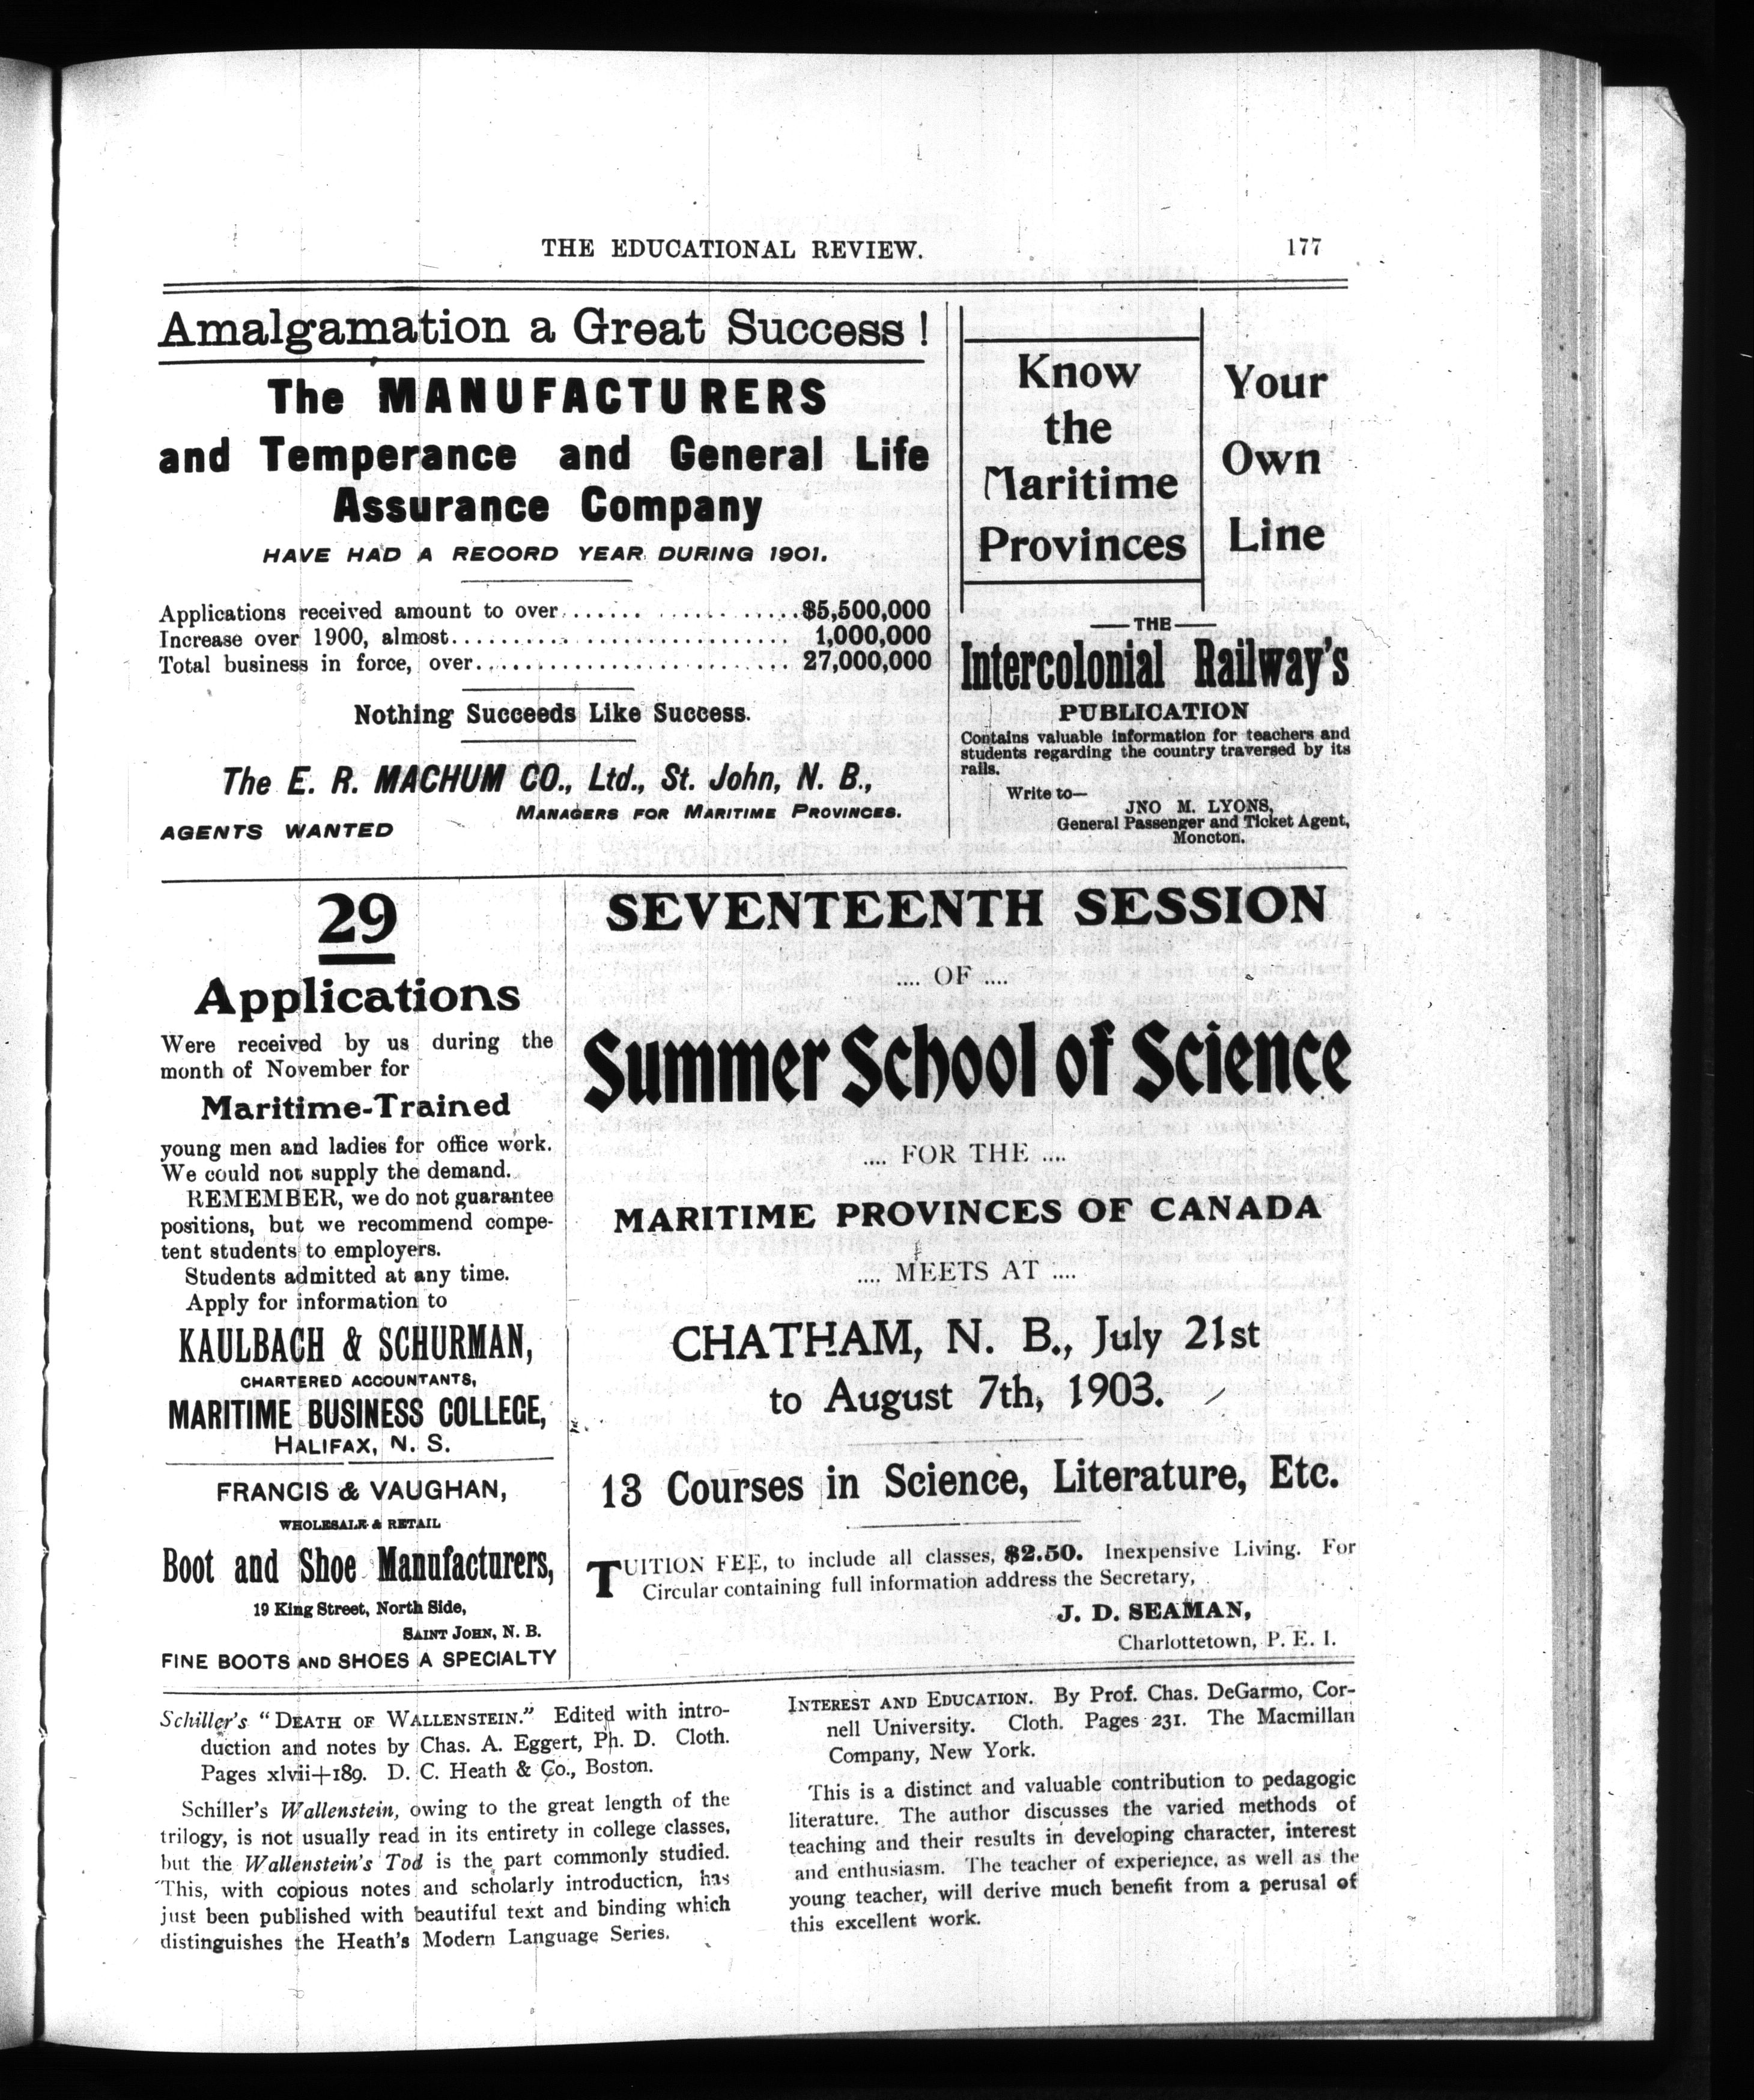 THE EDUCATIONAL REVIEW. 177
Amalgamation a Great Success !
The MANUFACTURERS
and Temperance and General Life
Assurance Company
HAVE HAD A RECORD YEAR DURING 1901.
Applications received amount to over..................$5,500,000
Increase over 1900, almost................................ 1,000,000
Total business in force, over.............................. 27,000,000
Nothing Succeeds Like Success.
The E. R. MACHUM CO., Ltd., St. John, N. B.,
MANAGERS FOR MARITIME PROVINCES.
AGENTS WANTED
Know
the
Maritime
Provinces
Your
Own
Line
THE
Intercolonial Railway's
PUBLICATION
Contains valuable information for teachers and
students regarding the country traversed by its
rails.
Write to—
JNO M. LYONS,
General Passenger and Ticket Agent,
Moncton.
29
Applications
Were received by us during the
month of November for
Maritime-Trained
young men and ladies for office work.
We could not supply the demand.
REMEMBER, we do not guarantee
positions, but we recommend compe-
tent students to employers.
Students admitted at any time.
Apply for information to
KAULBACH & SCHURMAN,
CHARTERED ACCOUNTANTS,
MARITIME BUSINESS COLLEGE,
HALIFAX, N. S.
FRANCIS & VAUGHAN,
WHOLESALE & RETAIL
Boot and Shoe Manufacturers,
19 King Street, North Side,
SAINT JOHN, N. B.
FINE BOOTS AND SHOES A SPECIALTY
SEVENTEENTH SESSION
.... OF ....
Summer School of Science
.... FOR THE ....
MARITIME PROVINCES OF CANADA
.... MEETS AT ....
CHATHAM, N. B., July 21st
to August 7th, 1903.
13 Courses in Science, Literature, Etc.
TUITION FEE, to include all classes, $2.50. Inexpensive Living. For
Circular containing full information address the Secretary,
J. D. SEAMAN,
Charlottetown, P. E. I.
Schiller's "DEATH OF WALLENSTEIN." Edited with intro-
duction and notes by Chas. A. Eggert, Ph. D. Cloth.
Pages xlvii+189. D. C. Heath & Co., Boston.
Schiller's Wallenstein, owing to the great length of the
trilogy, is not usually read in its entirety in college classes,
but the Wallenstein's Tod is the part commonly studied.
This, with copious notes and scholarly introduction, has
just been published with beautiful text and binding which
distinguishes the Heath's Modern Language Series.
INTEREST AND EDUCATION. By Prof. Chas. DeGarmo, Cor-
nell University. Cloth. Pages 231. The Macmillan
Company, New York.
This is a distinct and valuable contribution to pedagogic
literature. The author discusses the varied methods of
teaching and their results in developing character, interest
and enthusiasm. The teacher of experience, as well as the
young teacher, will derive much benefit from a perusal of
this excellent work.